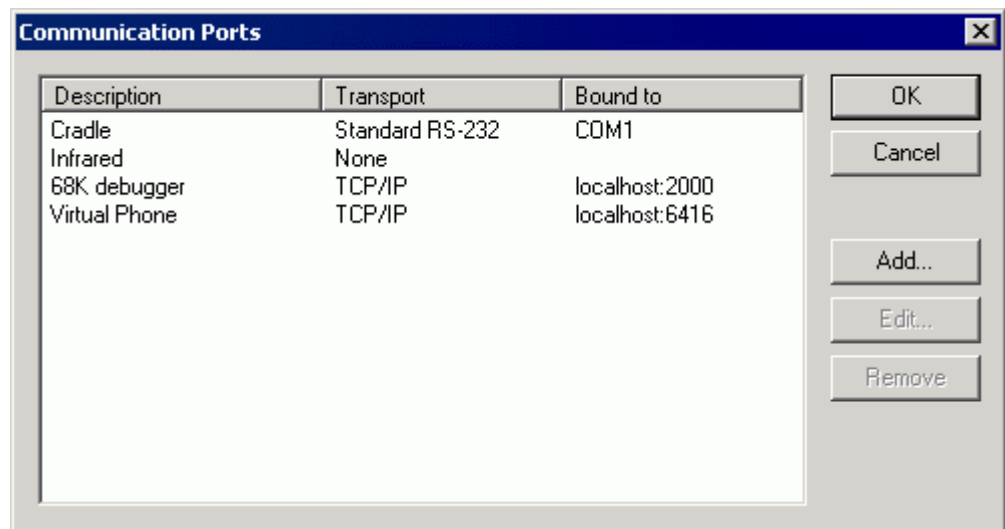 Communication Ports
Description Transport Bound to
Cradle Standard RS-232 COM1
Infrared None
68K debugger TCP/IP localhost:2000
Virtual Phone TCP/IP localhost:6416
OK
Cancel
Add...
Edit...
Remove